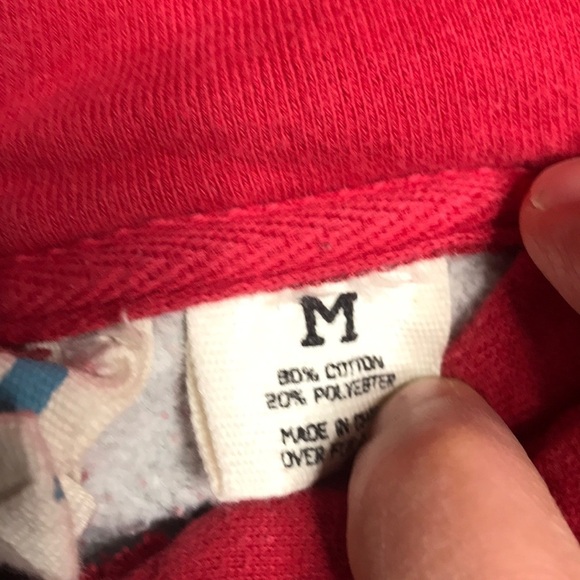 M
80% COTTON
20% POLYESTER
MADE IN
OVER